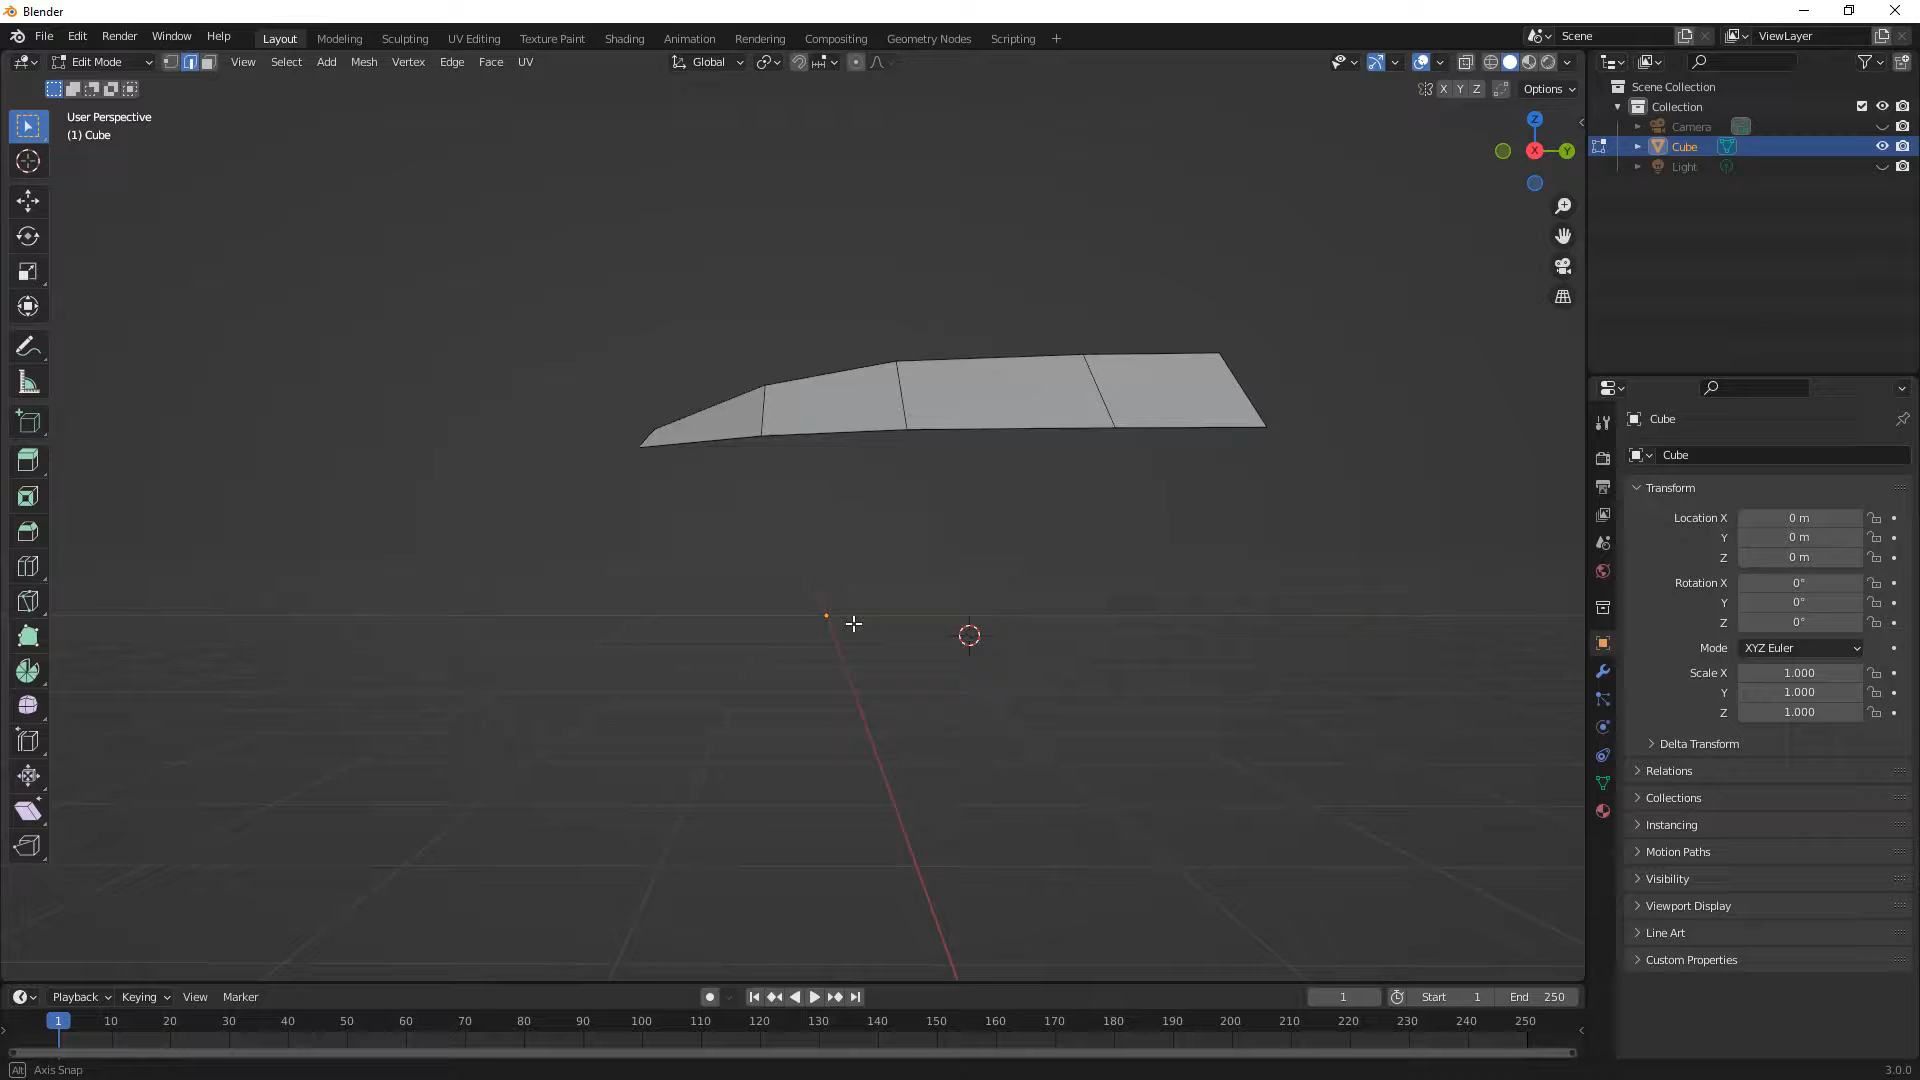 Blender
File Edit Render Window Help
Layout Modeling Sculpting UV Editing Texture Paint Shading Animation Rendering Compositing Geometry Nodes Scripting +
Scene
ViewLayer
Edit Mode View Select Add Mesh Vertex Edge Face UV
Global
X Y Z Options
User Perspective
(1) Cube
Z
X
Y
Scene Collection
Collection
Camera
Cube
Light
Cube
Cube
Transform
Location X 0 m
Y 0 m
Z 0 m
Rotation X 0°
Y 0°
Z 0°
Mode XYZ Euler
Scale X 1.000
Y 1.000
Z 1.000
Delta Transform
Relations
Collections
Instancing
Motion Paths
Visibility
Viewport Display
Line Art
Custom Properties
Playback Keying View Marker
1 Start 1 End 250
1 10 20 30 40 50 60 70 80 90 100 110 120 130 140 150 160 170 180 190 200 210 220 230 240 250
Alt Axis Snap
3.0.0